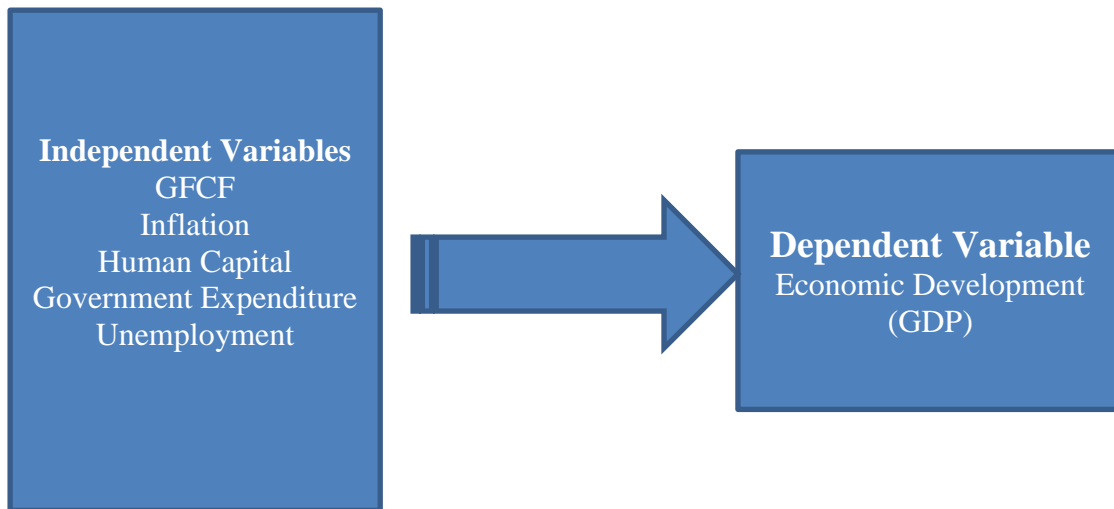 Independent Variables
GFCF
Inflation
Human Capital
Government Expenditure
Unemployment
Dependent Variable
Economic Development
(GDP)